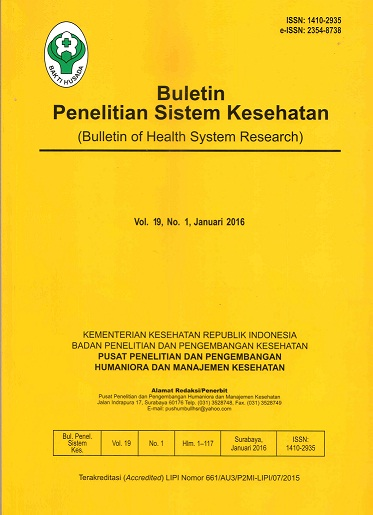 ISSN: 1410-2935
e-ISSN: 2354-8738
BAKTI HUSADA
Buletin
Penelitian Sistem Kesehatan
(Bulletin of Health System Research)
Vol. 19, No. 1, Januari 2016
KEMENTERIAN KESEHATAN REPUBLIK INDONESIA
BADAN PENELITIAN DAN PENGEMBANGAN KESEHATAN
PUSAT PENELITIAN DAN PENGEMBANGAN
HUMANIORA DAN MANAJEMEN KESEHATAN
Alamat Redaksi/Penerbit
Pusat Penelitian dan Pengembangan Humaniora dan Manajemen Kesehatan
Jalan Indrapura 17, Surabaya 60176 Telp. (031) 3528748, Fax. (031) 3528749
E-mail: pushumbullhsr@yahoo.com
Bul. Penel. Sistem Kes. Vol. 19 No. 1 Hlm. 1–117 Surabaya, Januari 2016 ISSN: 1410-2935
Terakreditasi (Accredited) LIPI Nomor 661/AU3/P2MI-LIPI/07/2015